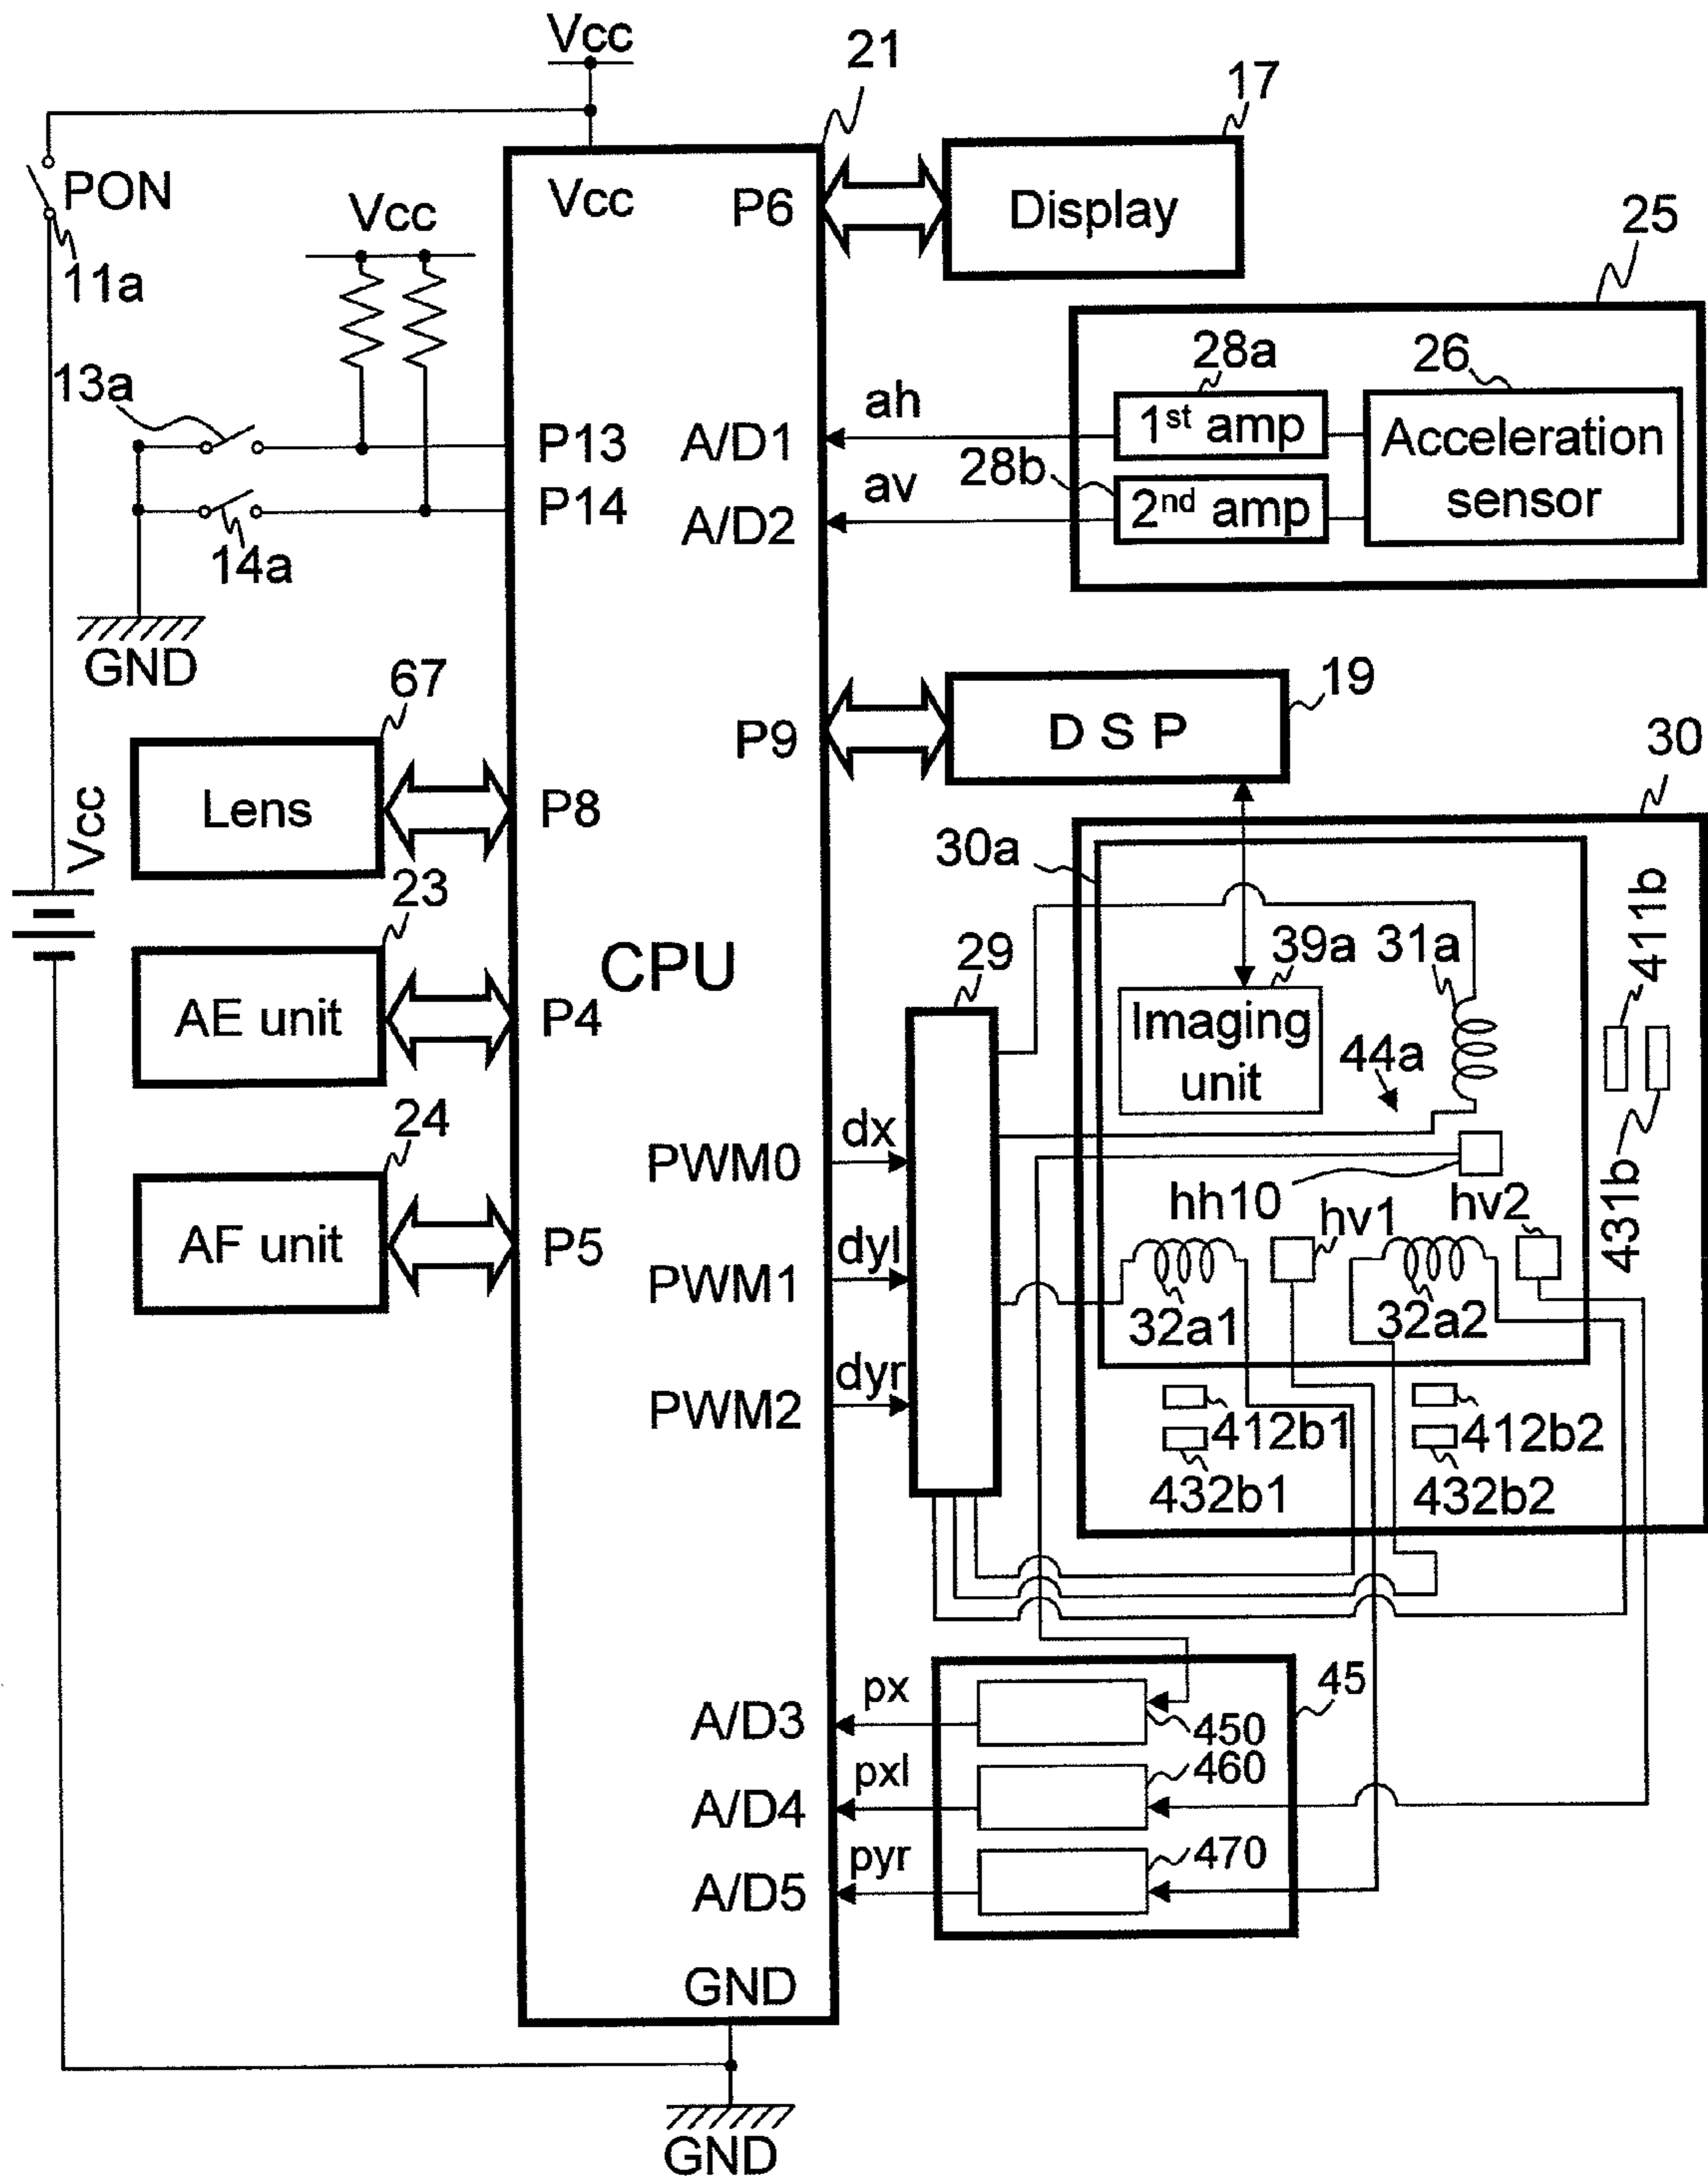 Vcc
21
17
PON
Vcc
Vcc
P6
Display
11a
25
28a
26
13a
ah
1st amp
Acceleration
sensor
P13
A/D1
28b
av
2nd amp
P14
A/D2
14a
GND
67
19
P9
D S P
30
Lens
P8
Vcc
30a
23
411b
CPU
29
39a
31a
AE unit
P4
Imaging
unit
44a
24
dx
PWM0
hh10
hv1
hv2
431b
AF unit
P5
dyl
PWM1
32a1
32a2
dyr
PWM2
412b1
412b2
432b1
432b2
px
45
A/D3
450
pxl
460
A/D4
pyr
470
A/D5
GND
GND